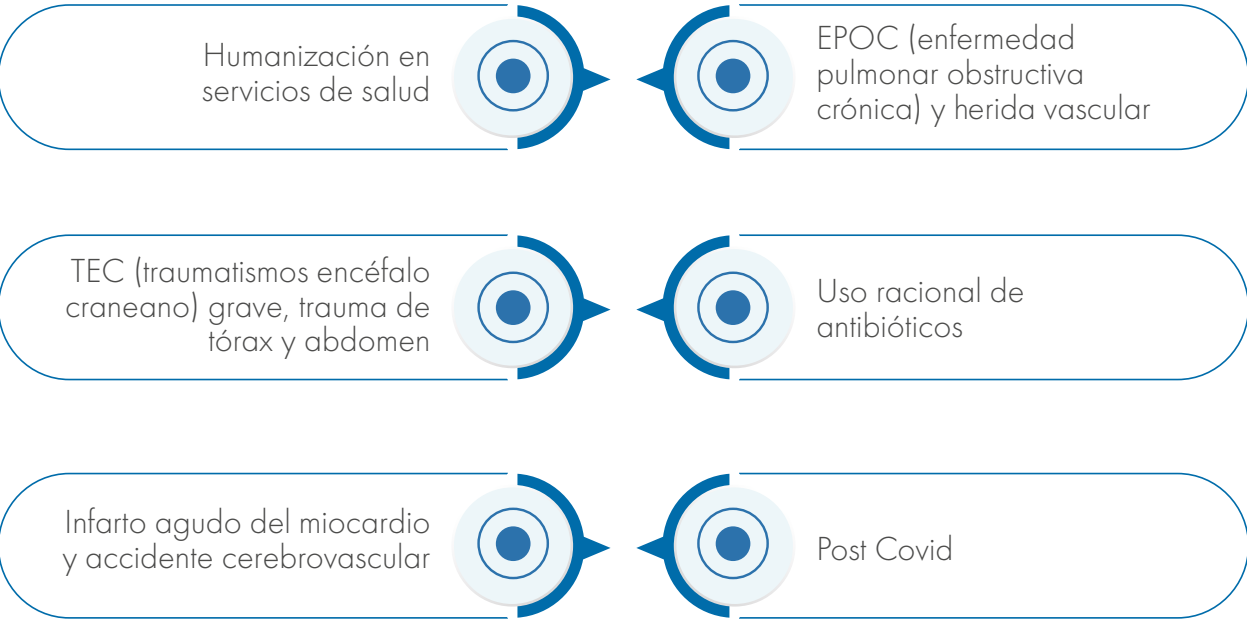 Humanización en
servicios de salud
EPOC (enfermedad
pulmonar obstructiva
crónica) y herida vascular
TEC (traumatismos encéfalo
craneano) grave, trauma de
tórax y abdomen
Uso racional de
antibióticos
Infarto agudo del miocardio
y accidente cerebrovascular
Post Covid